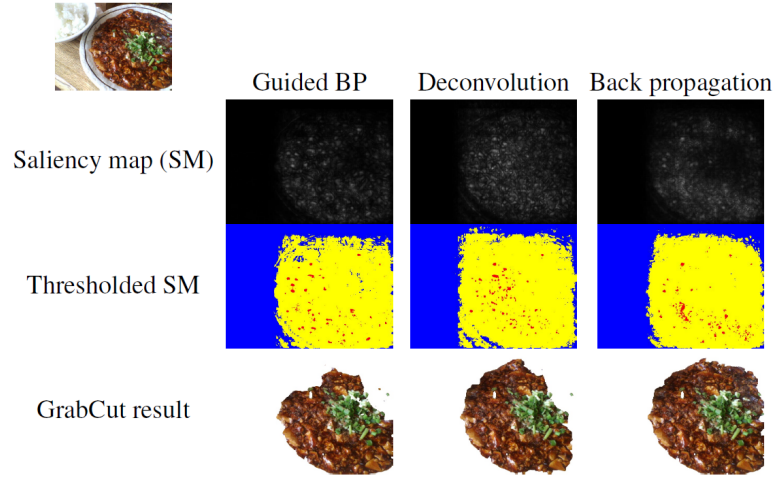 Guided BP Deconvolution Back propagation
Saliency map (SM)
Thresholded SM
GrabCut result